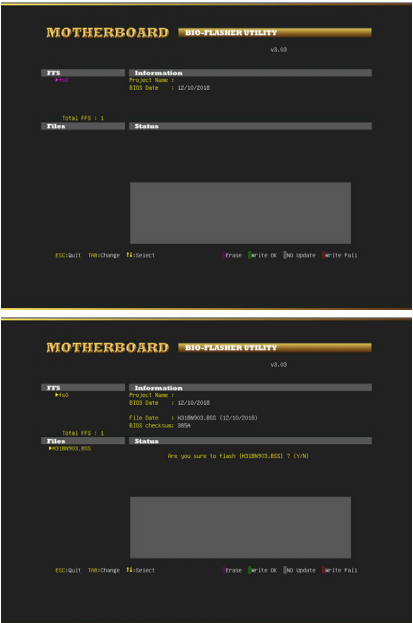 MOTHERBOARD BIO-FLASHER UTILITY
v3.03
FFS Information
▶fs0 Project Name :
BIOS Date : 12/10/2018
Total FFS : 1
Files Status
ESC:Quit TAB:Change ↑↓:Select Erase Write OK NO Update Write Fail
MOTHERBOARD BIO-FLASHER UTILITY
v3.03
FFS Information
▶fs0 Project Name :
BIOS Date : 12/10/2018
File Date : H31BN903.BSS (12/10/2018)
BIOS checksum: 385A
Total FFS : 1
Files Status
▶H31BN903.BSS
Are you sure to flash [H31BN903.BSS] ? (Y/N)
ESC:Quit TAB:Change ↑↓:Select Erase Write OK NO Update Write Fail